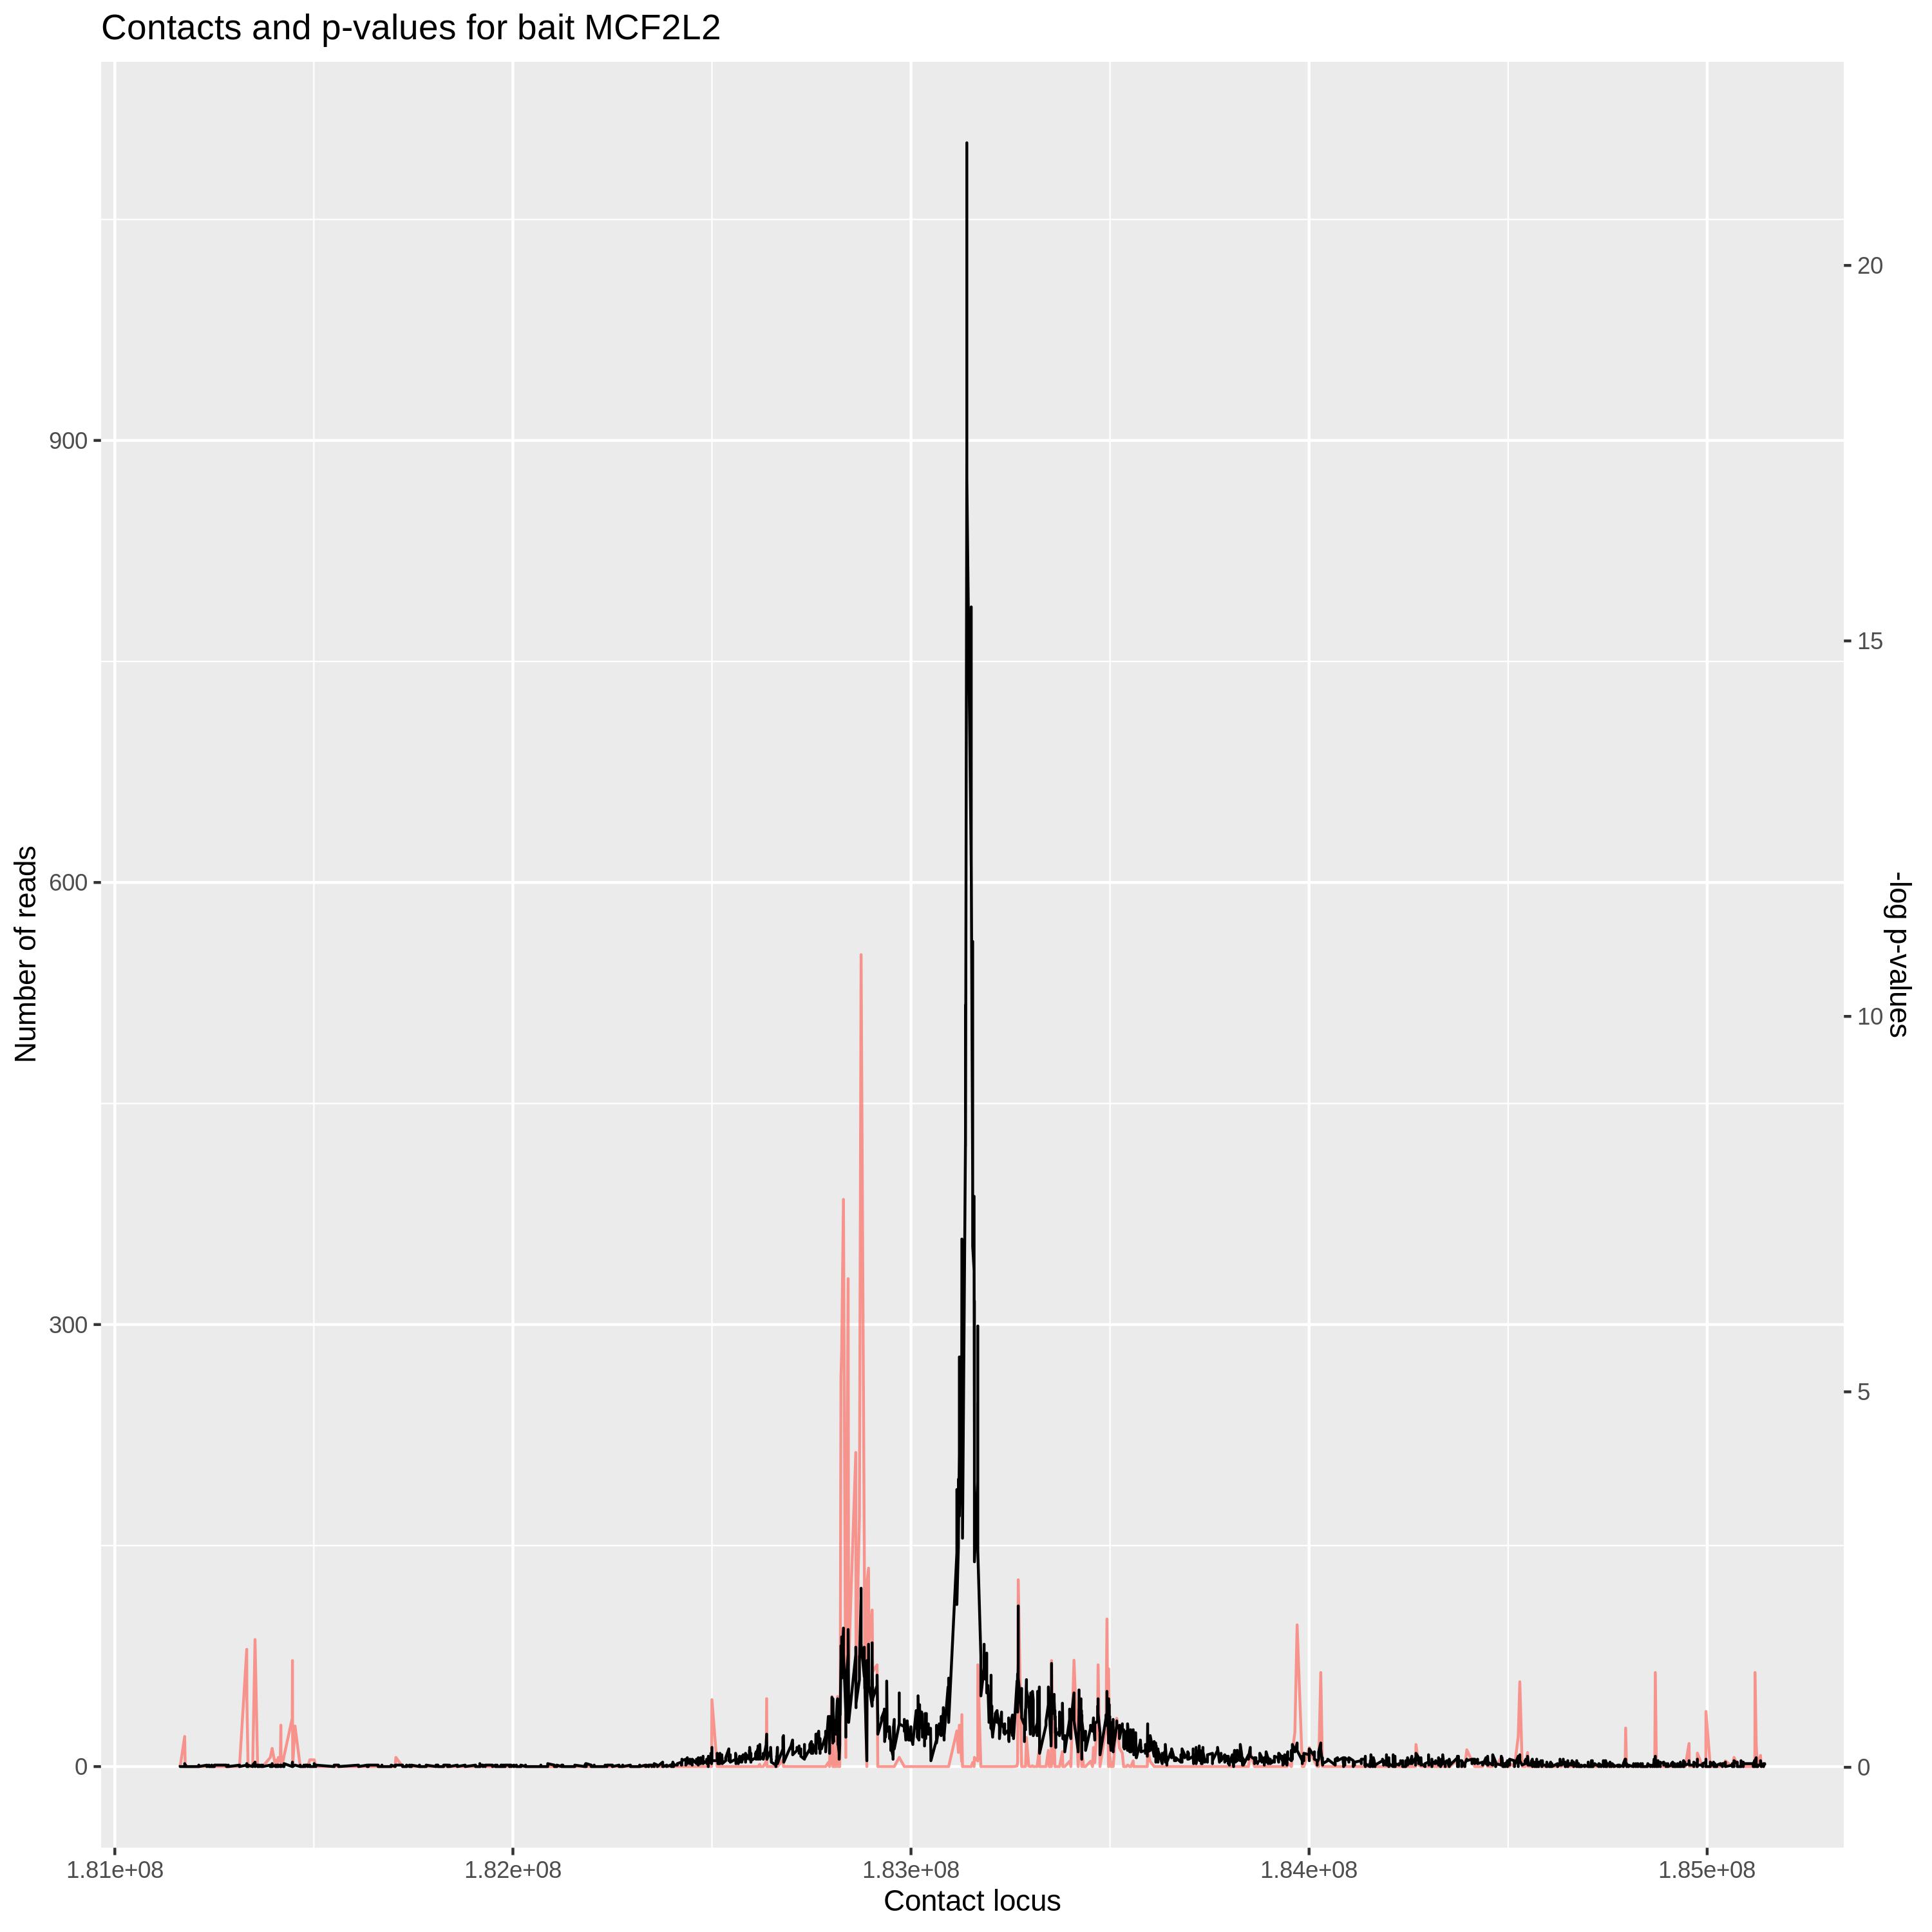 Contacts and p-values for bait MCF2L2
Number of reads
900
600
300
0
20
15
10
5
0
-log p-values
1.81e+08
1.82e+08
1.83e+08
1.84e+08
1.85e+08
Contact locus